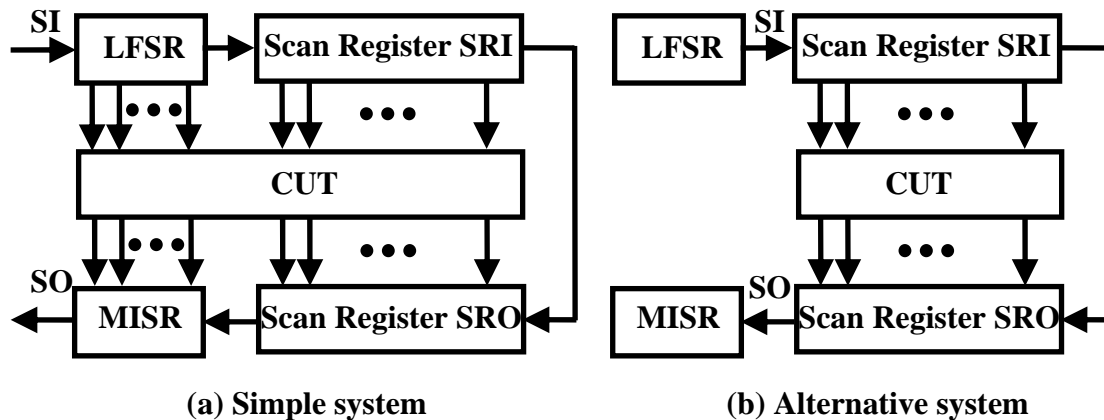 SI
LFSR
Scan Register SRI
CUT
SO
MISR
Scan Register SRO
(a) Simple system
LFSR
SI
Scan Register SRI
CUT
MISR
SO
Scan Register SRO
(b) Alternative system